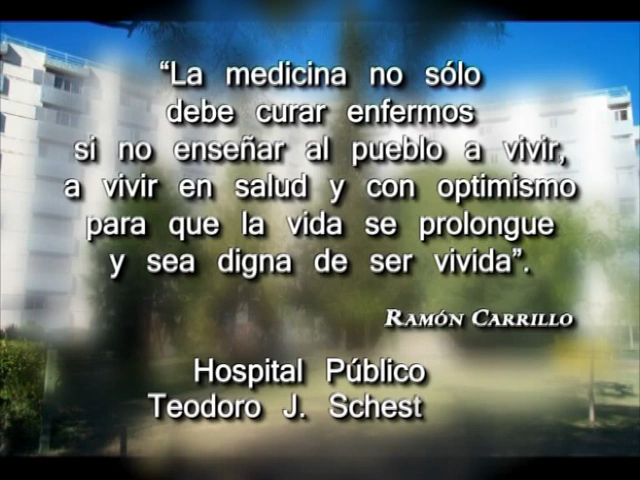 “La medicina no sólo
debe curar enfermos
si no enseñar al pueblo a vivir,
a vivir en salud y con optimismo
para que la vida se prolongue
y sea digna de ser vivida”.
RAMÓN CARRILLO
Hospital Público
Teodoro J. Schest